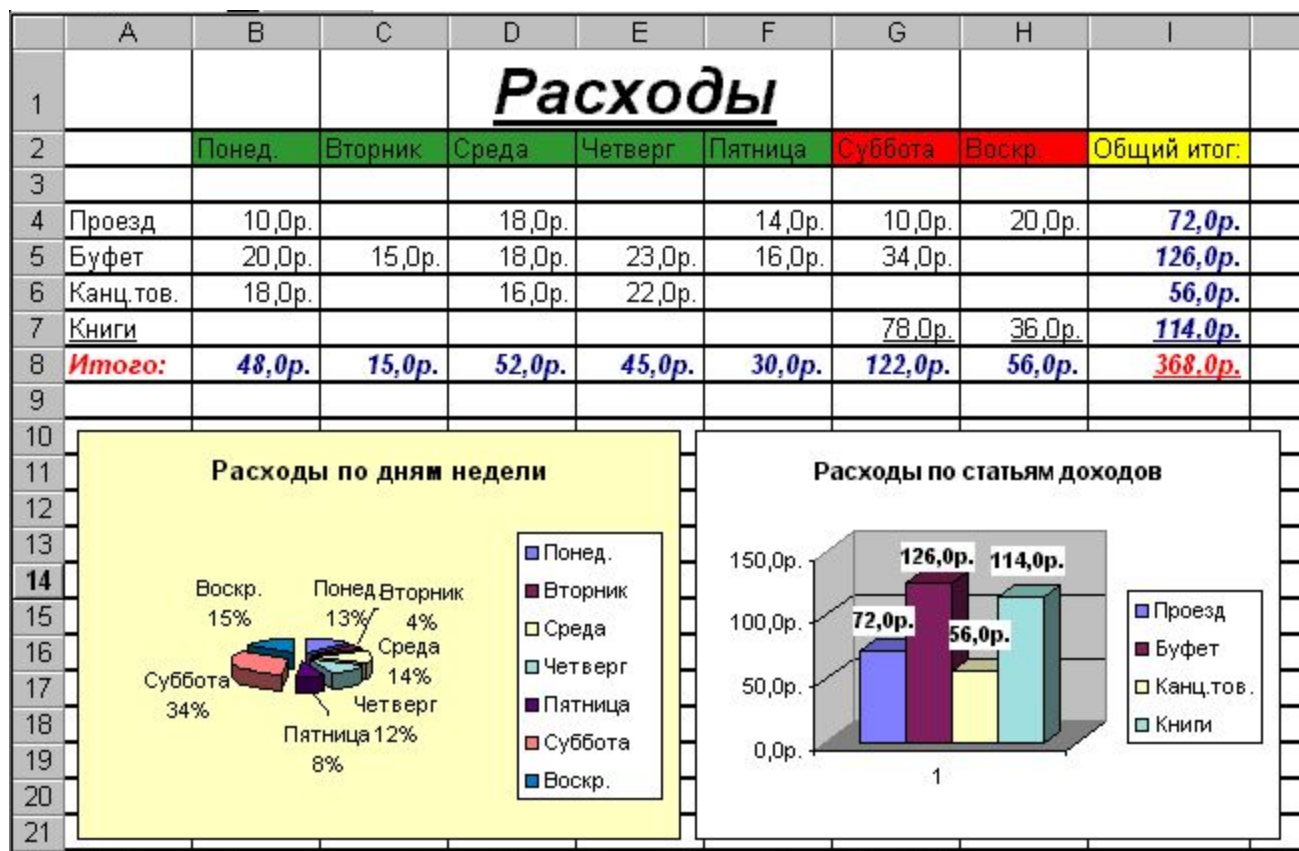 A B C D E F G H I
1 Расходы
2 Понед. Вторник Среда Четверг Пятница Суббота Воскр. Общий итог:
3
4 Проезд 10,0р. 18,0р. 14,0р. 10,0р. 20,0р. 72,0р.
5 Буфет 20,0р. 15,0р. 18,0р. 23,0р. 16,0р. 34,0р. 126,0р.
6 Канц.тов. 18,0р. 16,0р. 22,0р. 56,0р.
7 Книги 78,0р. 36,0р. 114,0р.
8 Итого: 48,0р. 15,0р. 52,0р. 45,0р. 30,0р. 122,0р. 56,0р. 368,0р.
9
10
11
12
13
14
15
16
17
18
19
20
21
Расходы по дням недели
Воскр.
15%
Понед.
13%
Вторник
4%
Среда
14%
Четверг
12%
Пятница
8%
Суббота
34%
Понед.
Вторник
Среда
Четверг
Пятница
Суббота
Воскр.
Расходы по статьям доходов
150,0р.
100,0р.
50,0р.
0,0р.
72,0р.
126,0р.
56,0р.
114,0р.
1
Проезд
Буфет
Канц.тов.
Книги